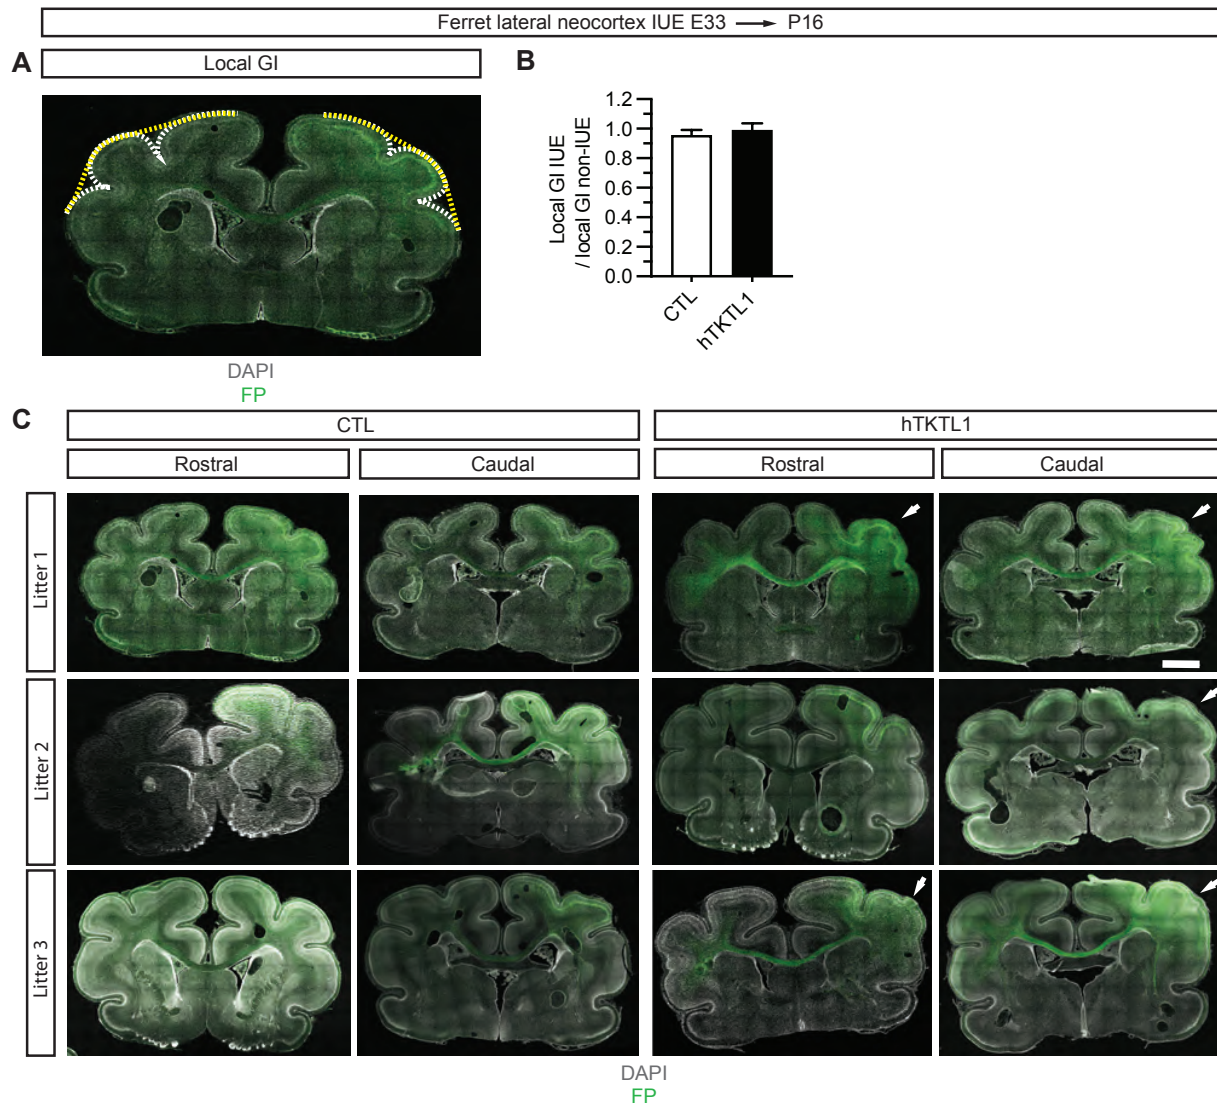 Ferret lateral neocortex IUE E33 → P16
A
Local GI
DAPI
FP
B
Local GI IUE
/ local GI non-IUE
1.2
1.0
0.8
0.6
0.4
0.2
0.0
CTL
hTKTL1
C
CTL
hTKTL1
Rostral
Caudal
Rostral
Caudal
Litter 1
Litter 2
Litter 3
DAPI
FP